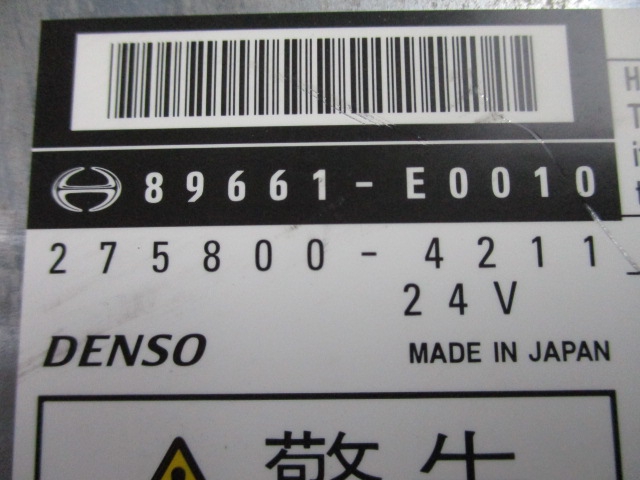 89661-E0010
275800-4211
24V
DENSO
MADE IN JAPAN
警告